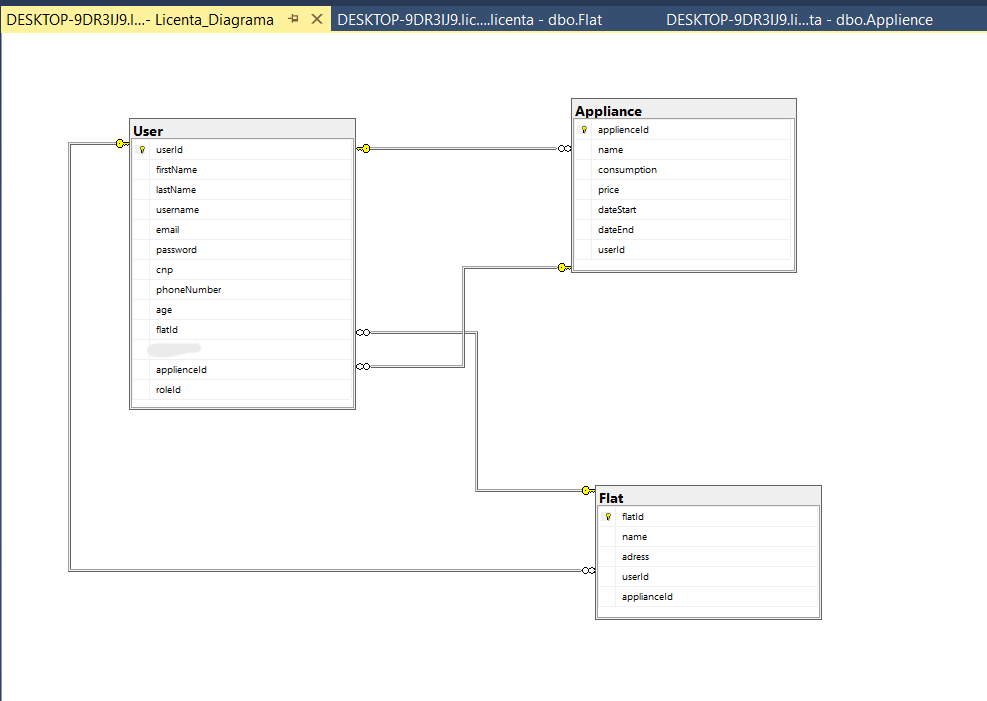 DESKTOP-9DR3IJ9.l...- Licenta_Diagrama
DESKTOP-9DR3IJ9.lic....licenta - dbo.Flat
DESKTOP-9DR3IJ9.li...ta - dbo.Applience
User
userId
firstName
lastName
username
email
password
cnp
phoneNumber
age
flatId
applienceId
roleId
Appliance
applienceId
name
consumption
price
dateStart
dateEnd
userId
Flat
flatId
name
adress
userId
applianceId